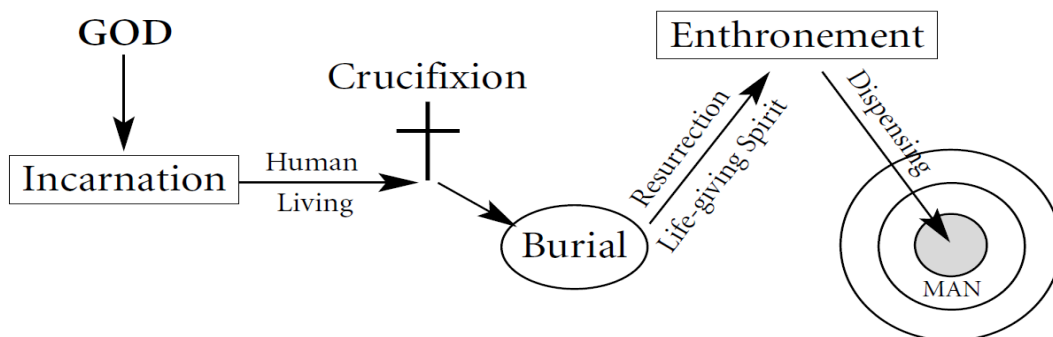 GOD
Incarnation
Human
Living
Crucifixion
Burial
Resurrection
Life-giving Spirit
Enthronement
Dispensing
MAN